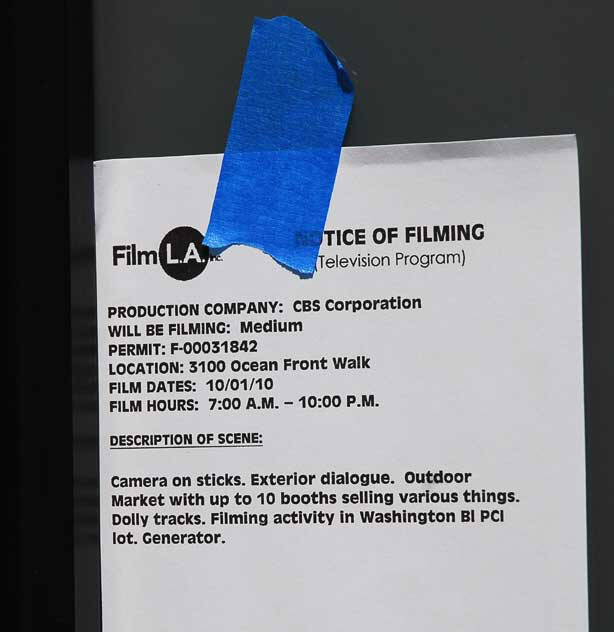 Film L.A. Inc.
NOTICE OF FILMING
(Television Program)
PRODUCTION COMPANY: CBS Corporation
WILL BE FILMING: Medium
PERMIT: F-00031842
LOCATION: 3100 Ocean Front Walk
FILM DATES: 10/01/10
FILM HOURS: 7:00 A.M. – 10:00 P.M.
DESCRIPTION OF SCENE:
Camera on sticks. Exterior dialogue. Outdoor
Market with up to 10 booths selling various things.
Dolly tracks. Filming activity in Washington Bl PCI
lot. Generator.